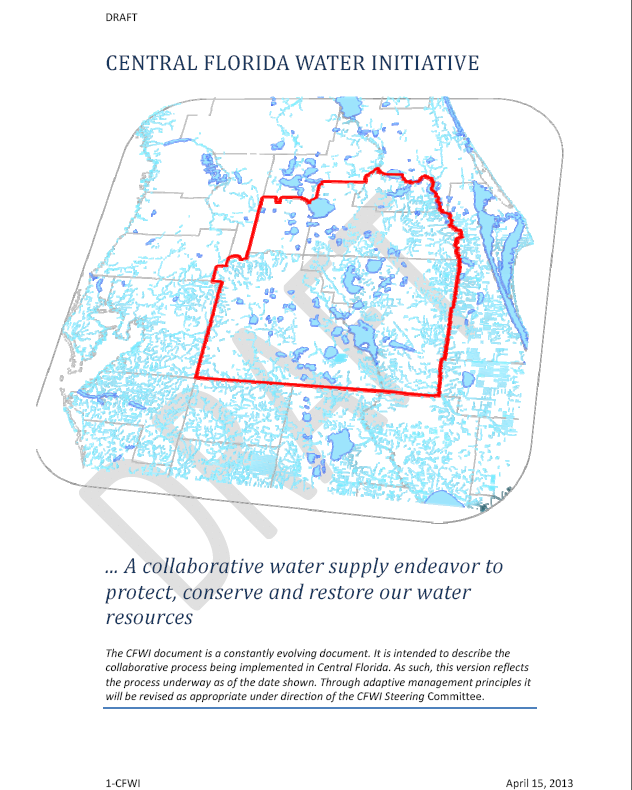 DRAFT
CENTRAL FLORIDA WATER INITIATIVE
DRAFT
... A collaborative water supply endeavor to
protect, conserve and restore our water
resources
The CFWI document is a constantly evolving document. It is intended to describe the
collaborative process being implemented in Central Florida. As such, this version reflects
the process underway as of the date shown. Through adaptive management principles it
will be revised as appropriate under direction of the CFWI Steering Committee.
1-CFWI April 15, 2013